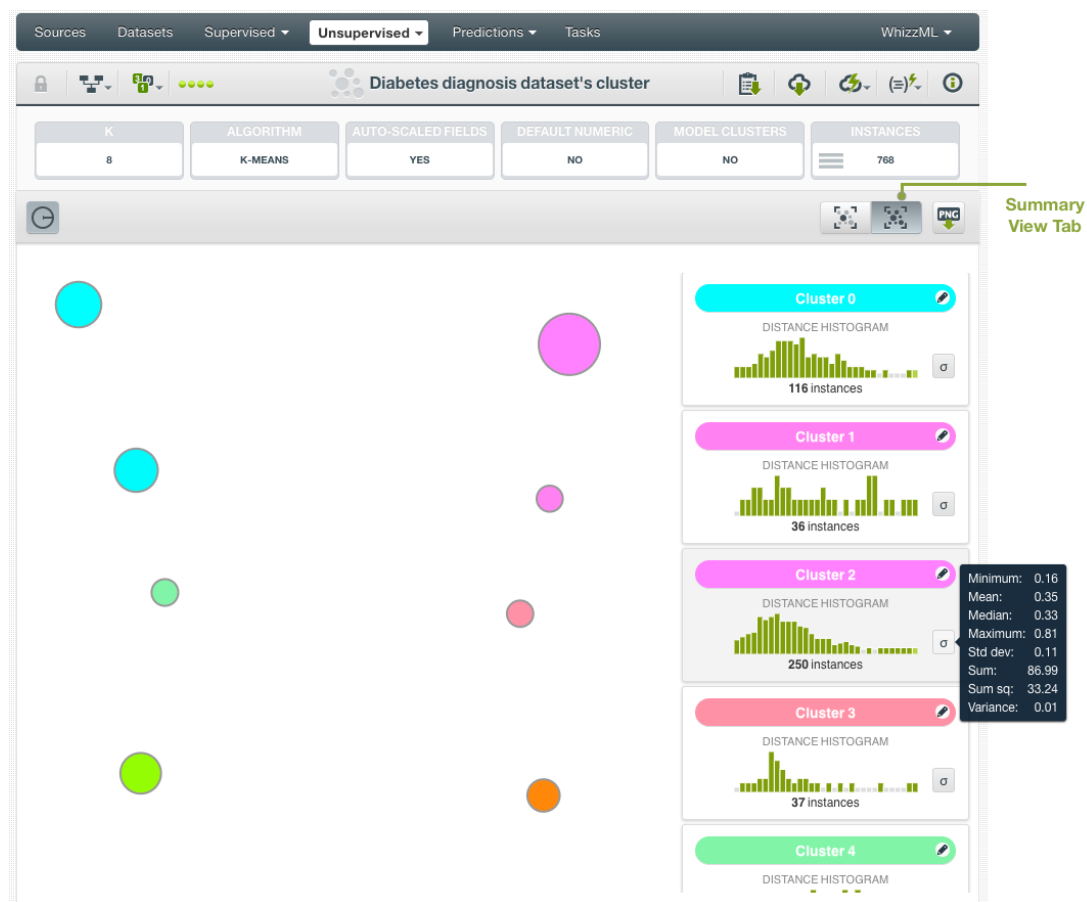 Sources Datasets Supervised Unsupervised Predictions Tasks WhizzML
Diabetes diagnosis dataset's cluster
K ALGORITHM AUTO-SCALED FIELDS DEFAULT NUMERIC MODEL CLUSTERS INSTANCES
8 K-MEANS YES NO NO 768
PNG
Summary
View Tab
Cluster 0
DISTANCE HISTOGRAM
σ
116 instances
Cluster 1
DISTANCE HISTOGRAM
σ
36 instances
Cluster 2
DISTANCE HISTOGRAM
σ
250 instances
Minimum: 0.16
Mean: 0.35
Median: 0.33
Maximum: 0.81
Std dev: 0.11
Sum: 86.99
Sum sq: 33.24
Variance: 0.01
Cluster 3
DISTANCE HISTOGRAM
σ
37 instances
Cluster 4
DISTANCE HISTOGRAM